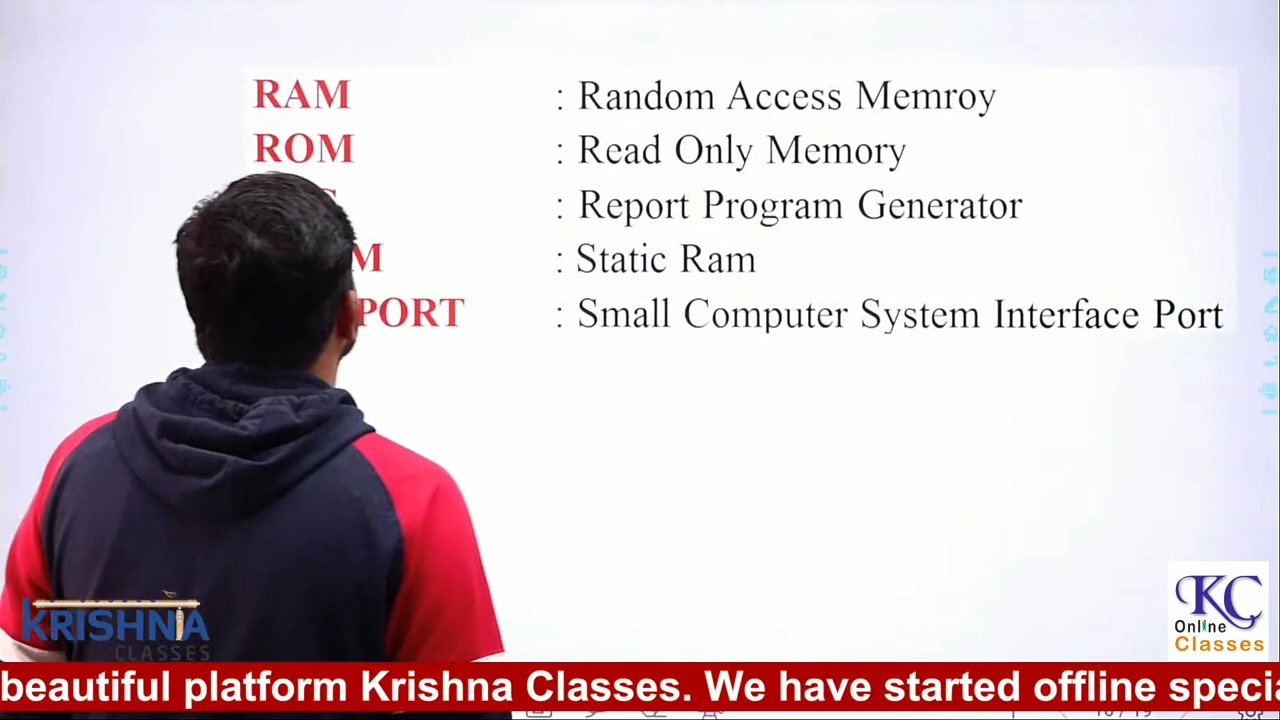 RAM : Random Access Memroy
ROM : Read Only Memory
: Report Program Generator
: Static Ram
PORT : Small Computer System Interface Port
KRISHNA
CLASSES
KC
Online
Classes
beautiful platform Krishna Classes. We have started offline